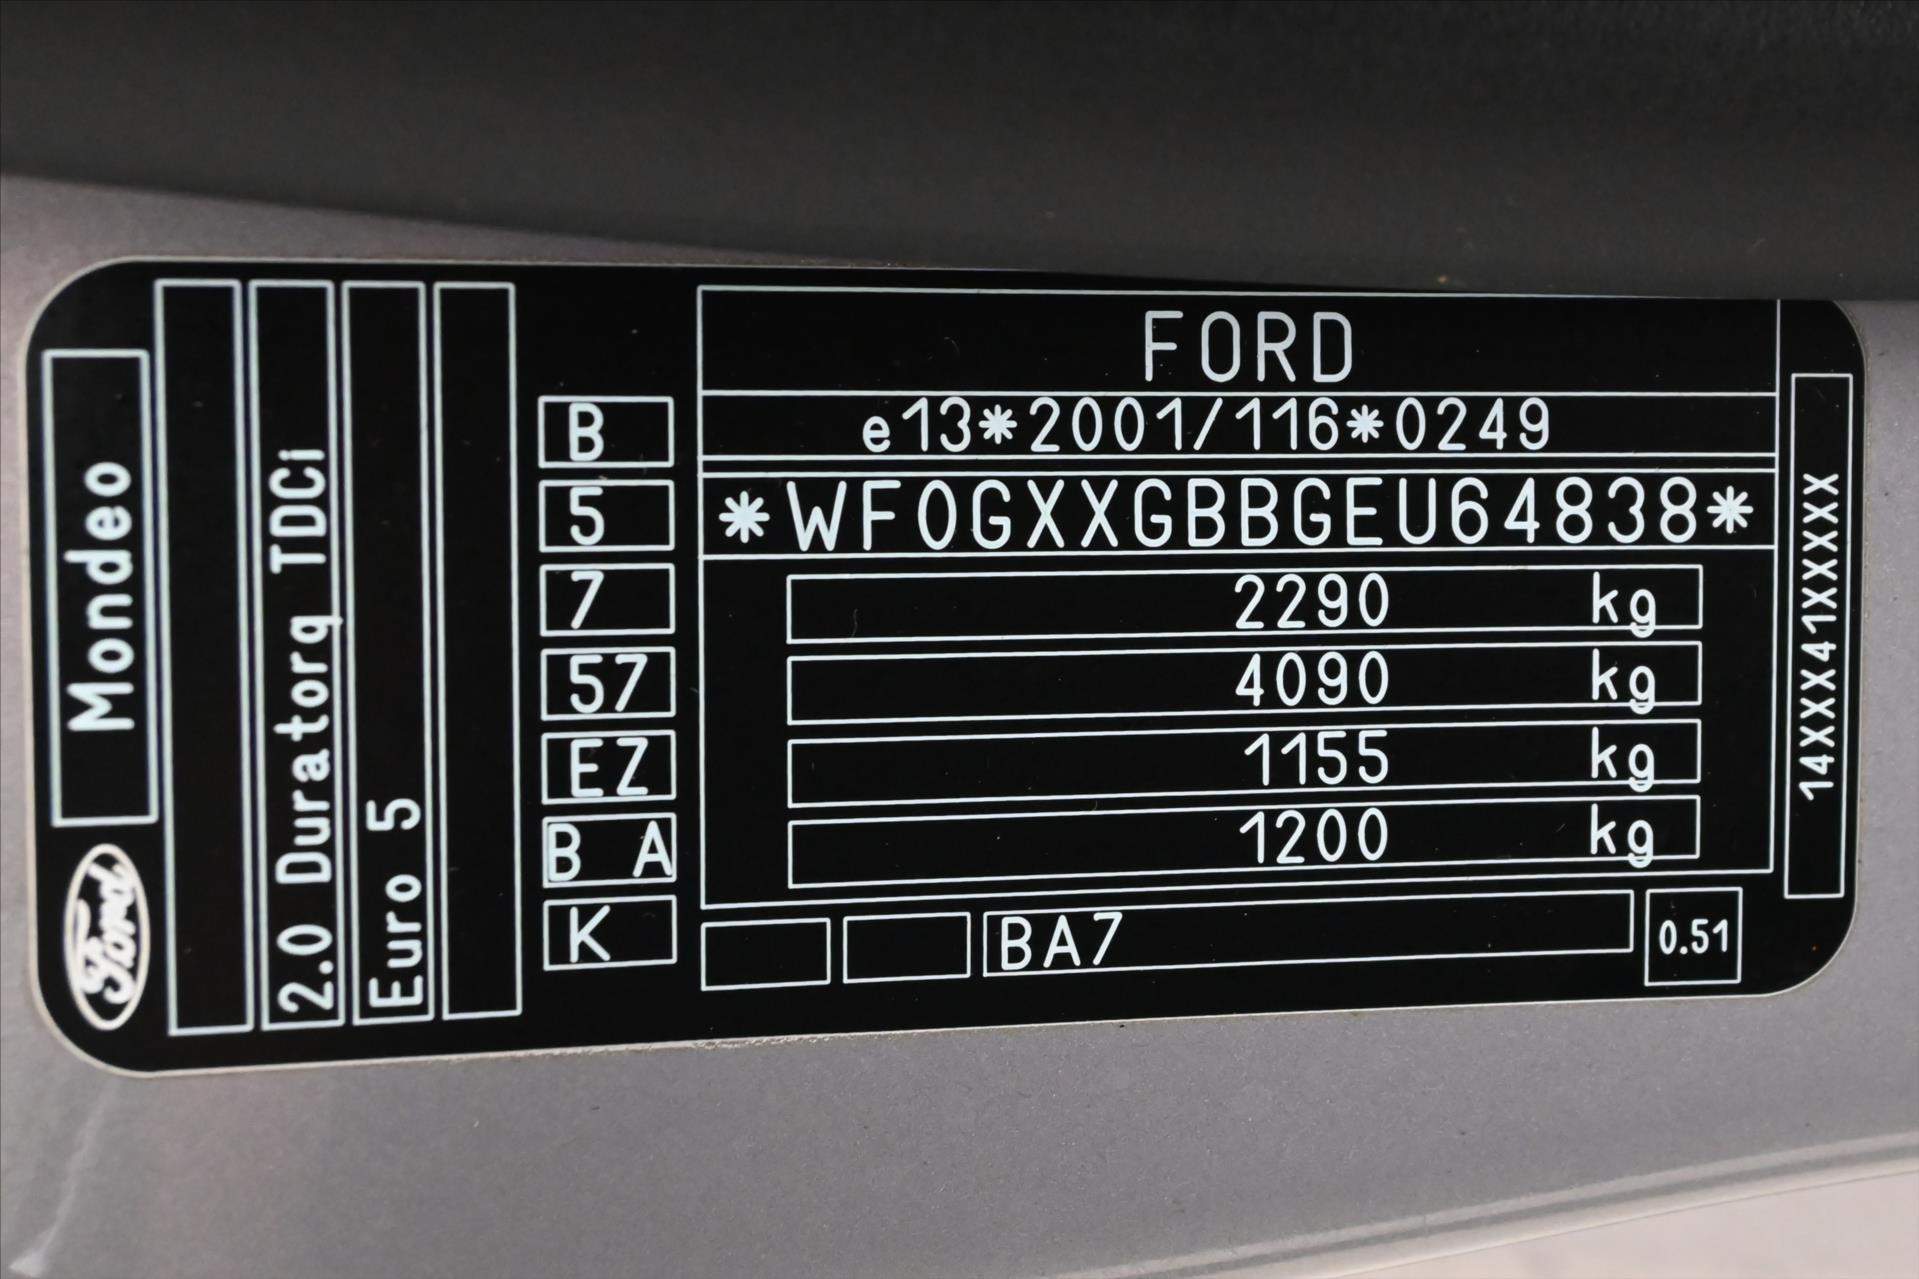 Mondeo
Ford
2.0 Duratorq TDCi
Euro 5
B
5
7
57
EZ
B A
K
FORD
e13*2001/116*0249
*WF0GXXGBBGEU64838*
2290 kg
4090 kg
1155 kg
1200 kg
BA7
0.51
14XXX41XXXXX